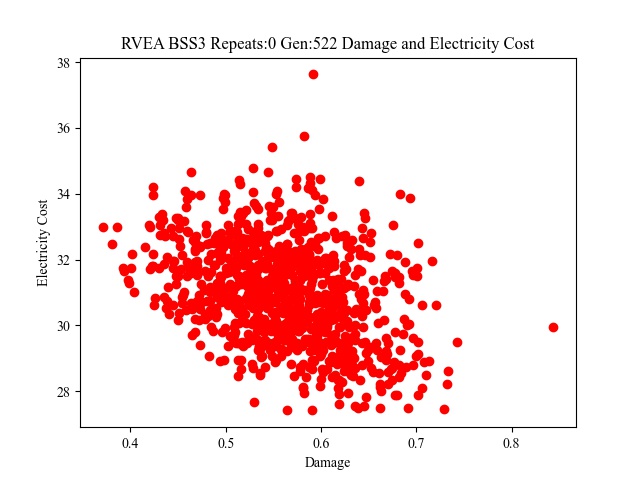 RVEA BSS3 Repeats:0 Gen:522 Damage and Electricity Cost
38
36
34
32
30
28
Electricity Cost
0.4 0.5 0.6 0.7 0.8
Damage